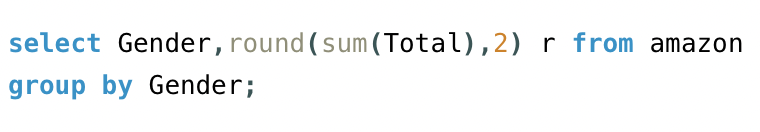 select Gender,round(sum(Total),2) r from amazon
group by Gender;